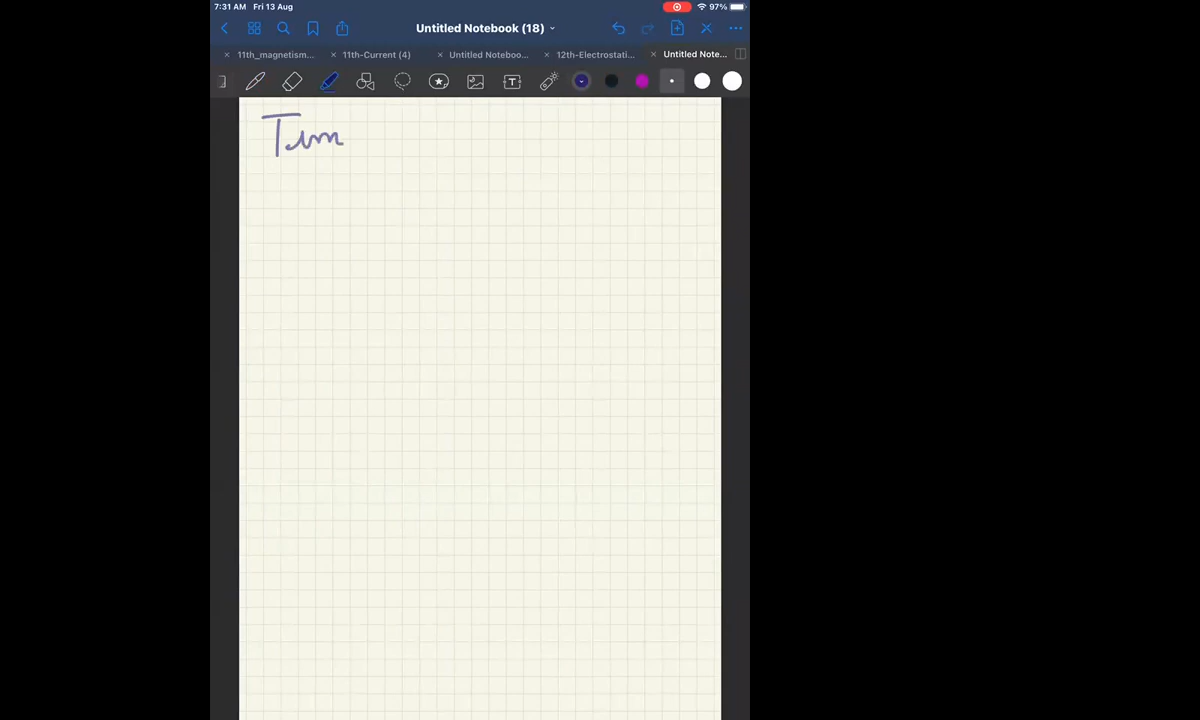 7:31 AM Fri 13 Aug 97%
Untitled Notebook (18)
11th_magnetism... 11th-Current (4) Untitled Noteboo... 12th-Electrostati... Untitled Note...